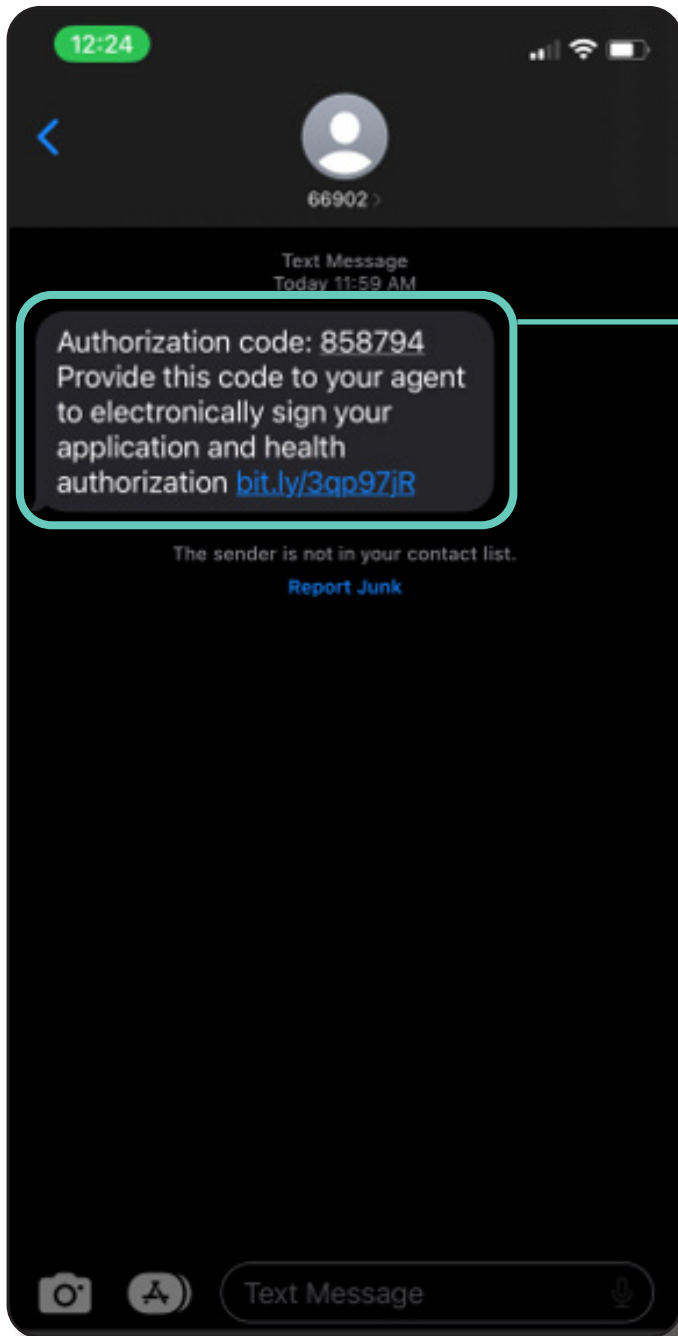 12:24
66902
Text Message
Today 11:59 AM
Authorization code: 858794
Provide this code to your agent
to electronically sign your
application and health
authorization bit.ly/3qp97jR
The sender is not in your contact list.
Report Junk
Text Message